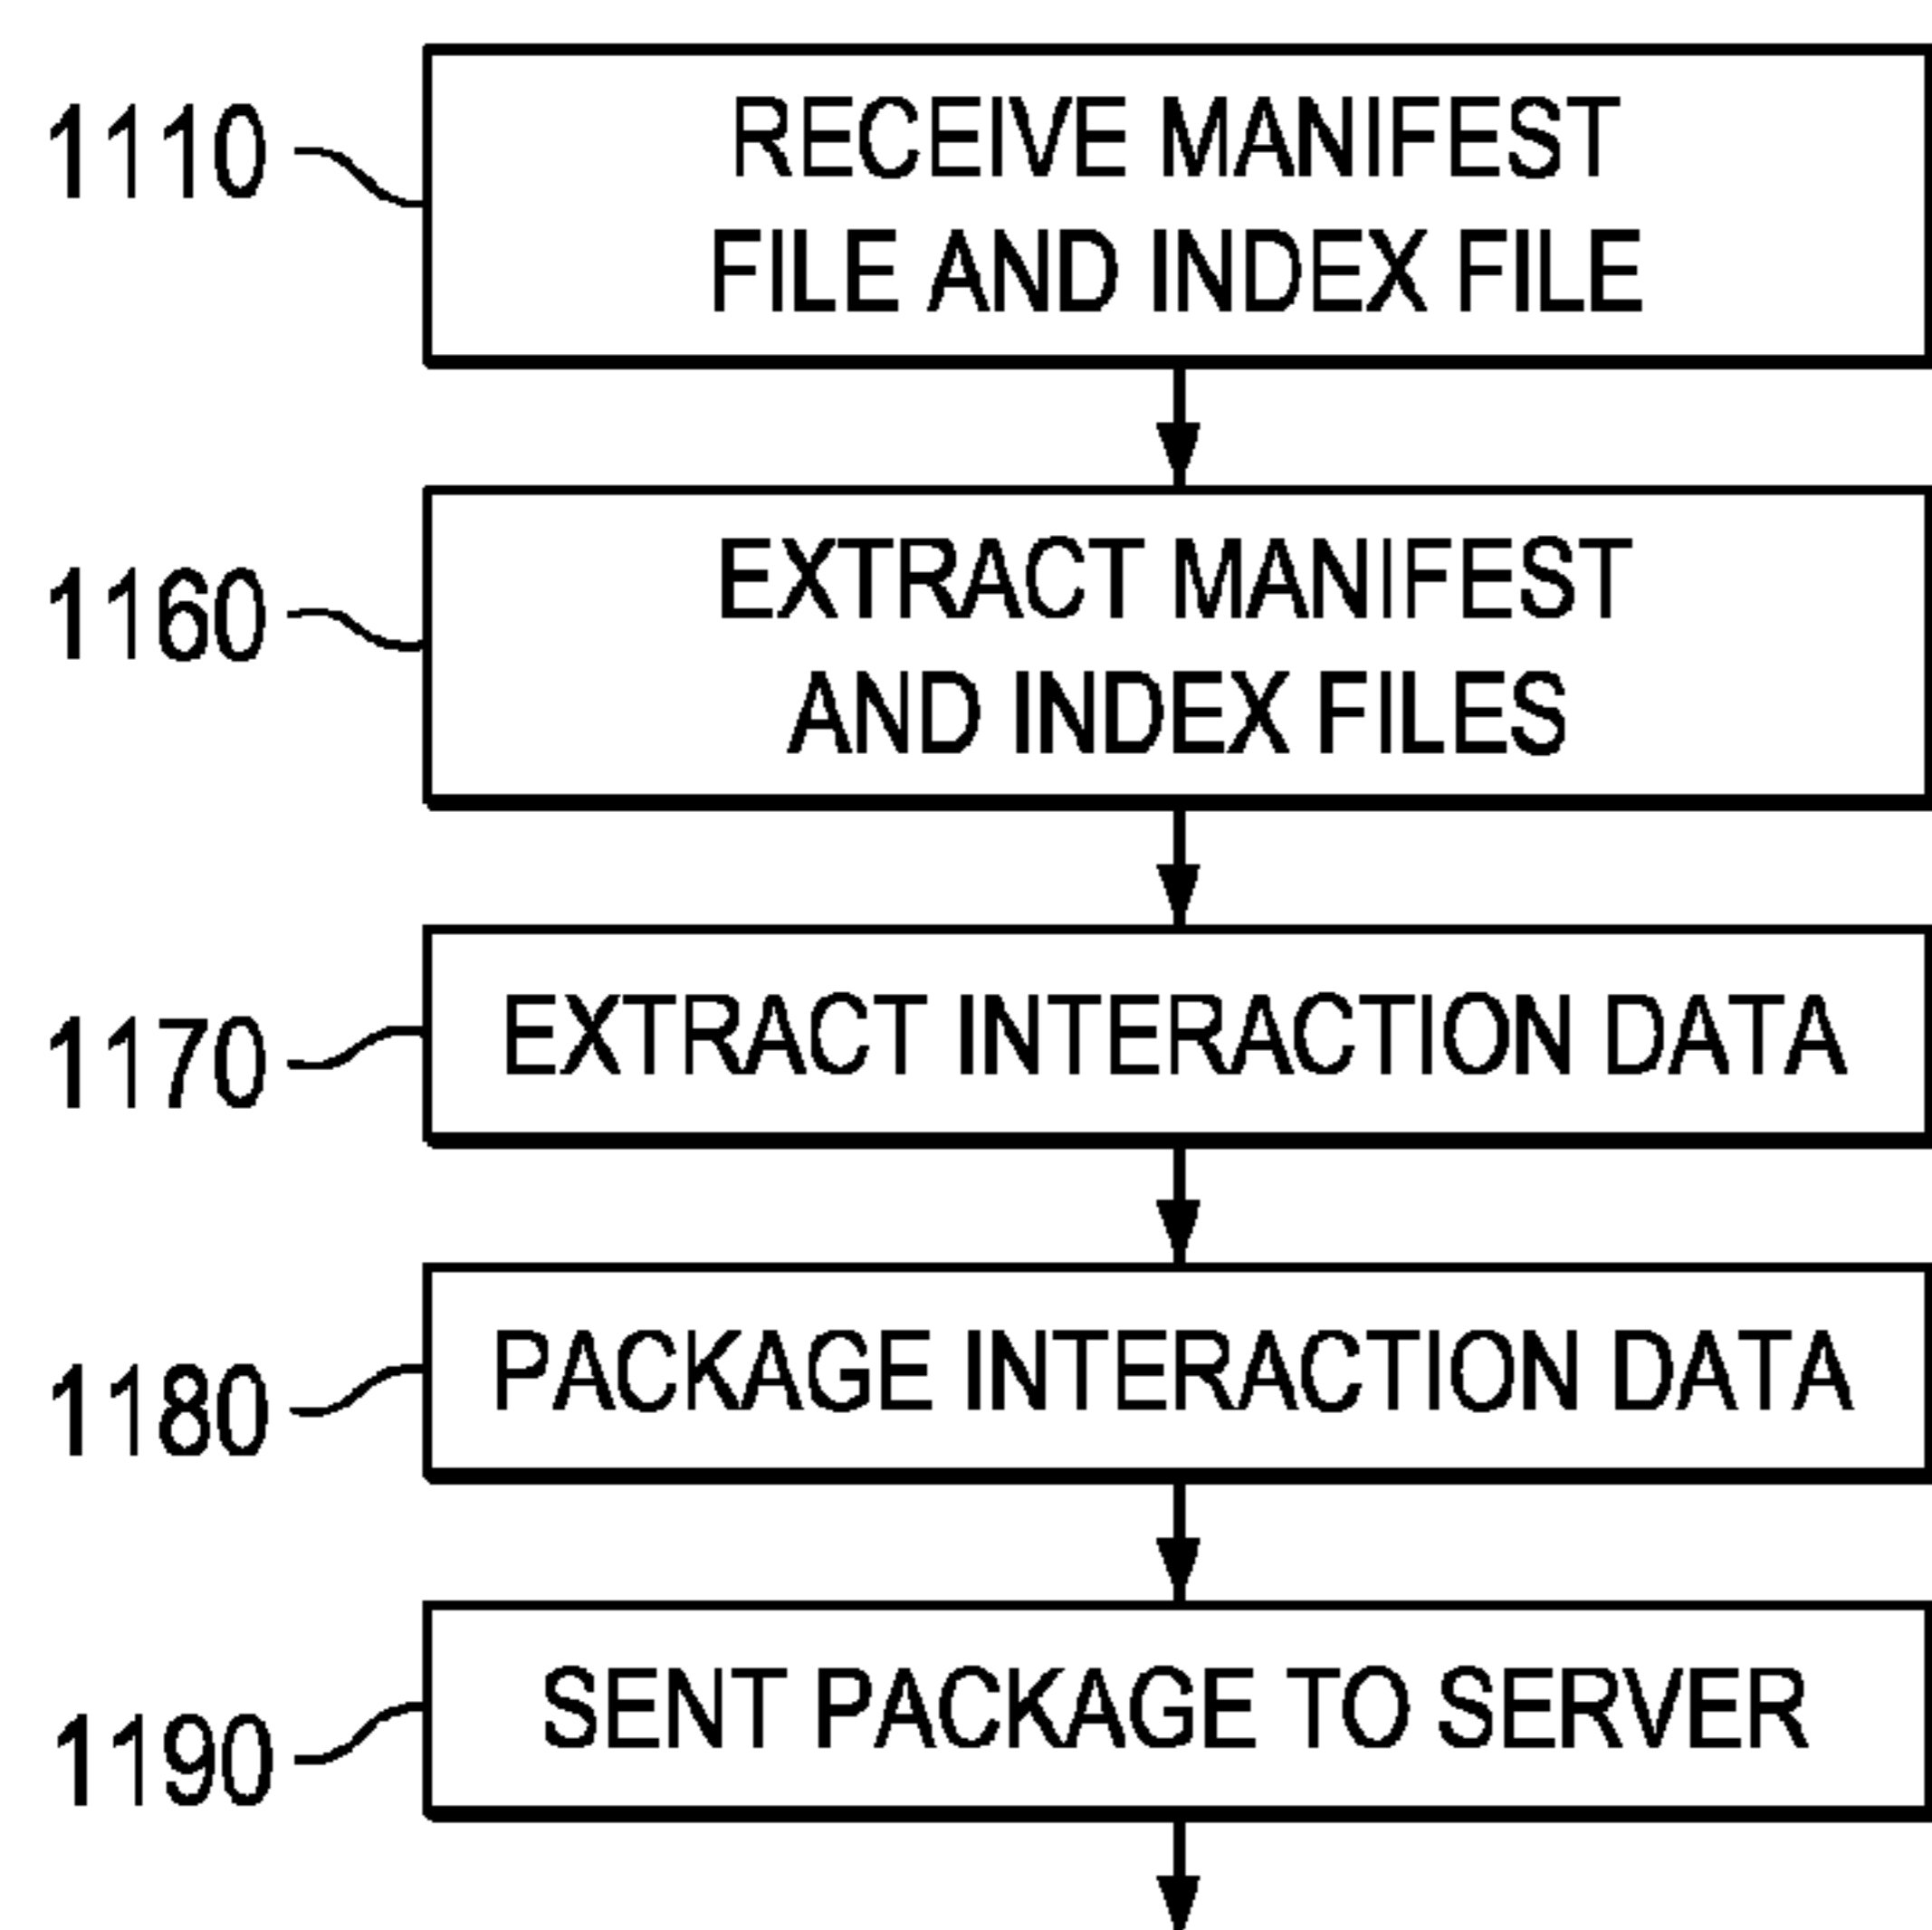 1110
RECEIVE MANIFEST
FILE AND INDEX FILE
1160
EXTRACT MANIFEST
AND INDEX FILES
1170
EXTRACT INTERACTION DATA
1180
PACKAGE INTERACTION DATA
1190
SENT PACKAGE TO SERVER